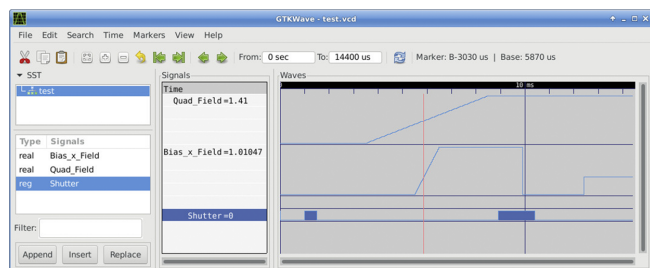 GTKWave - test.vcd
File Edit Search Time Markers View Help
From: 0 sec To: 14400 us Marker: B-3030 us | Base: 5870 us
SST
test
Type Signals
real Bias_x_Field
real Quad_Field
reg Shutter
Filter:
Append Insert Replace
Signals
Time
Quad_Field=1.41
Bias_x_Field=1.01047
Shutter=0
Waves
10 ms